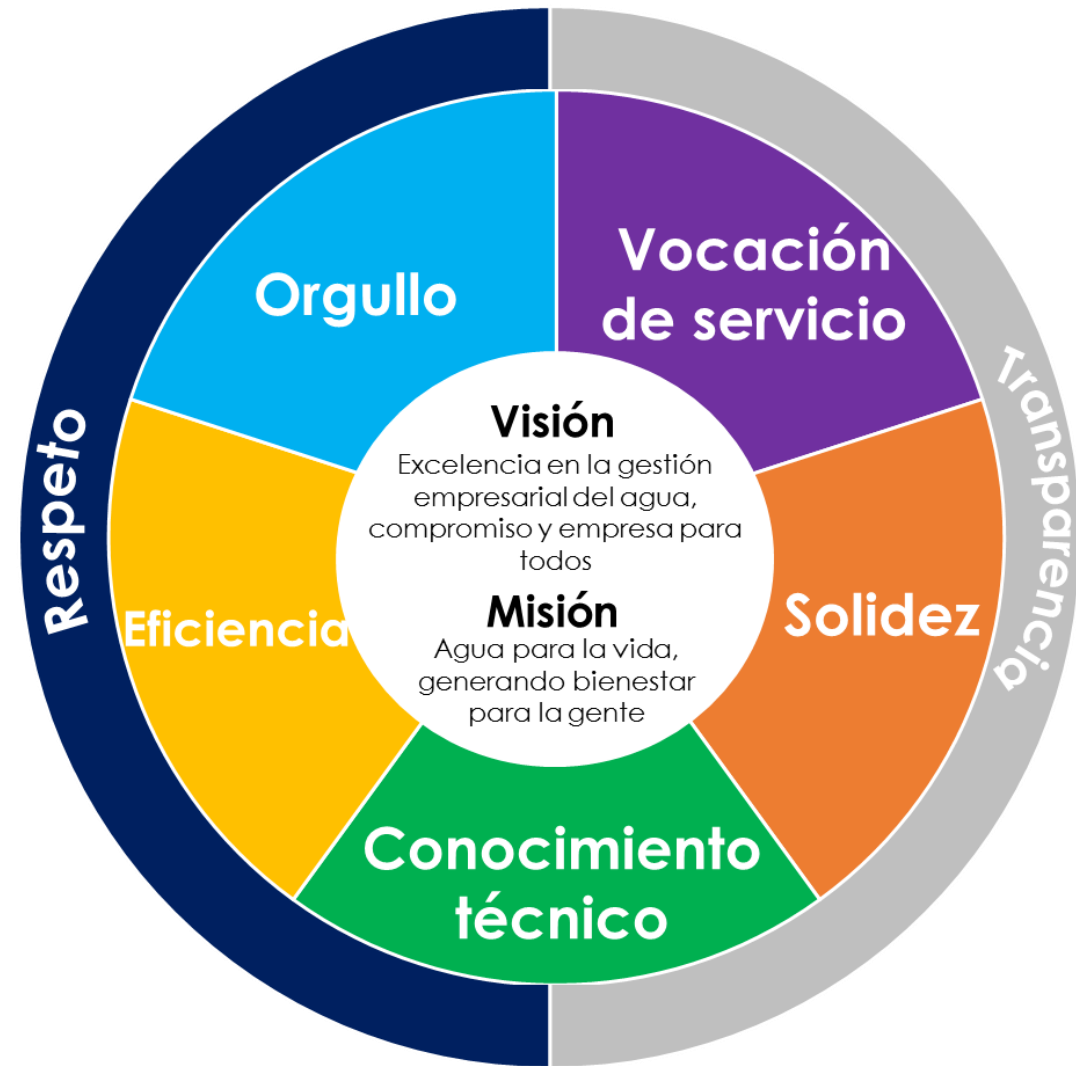 Orgullo
Vocación
de servicio
Respeto
Transparencia
Visión
Excelencia en la gestión
empresarial del agua,
compromiso y empresa para
todos
Misión
Agua para la vida,
generando bienestar
para la gente
Eficiencia
Solidez
Conocimiento
técnico